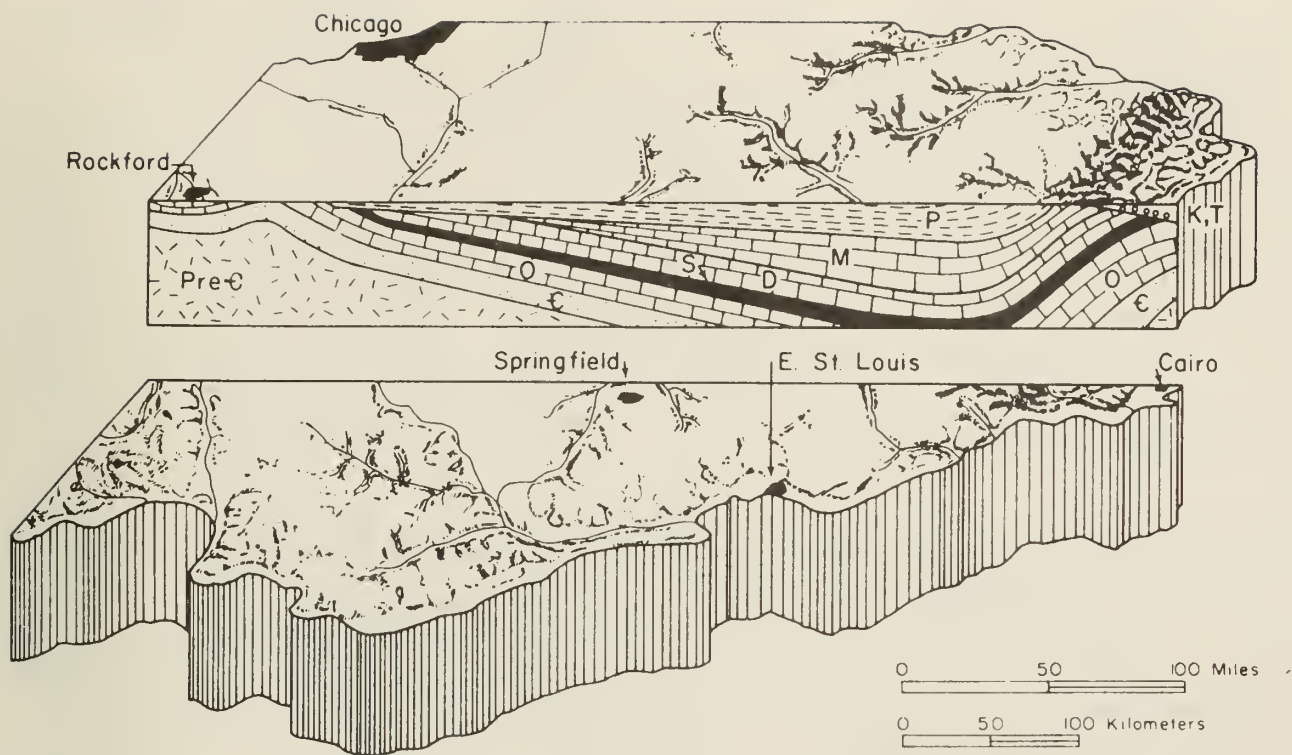 Chicago
Rockford
P
K,T
M
O
S
D
O
Pre-Є
Є
Є
Springfield
E. St. Louis
Cairo
0 50 100 Miles
0 50 100 Kilometers